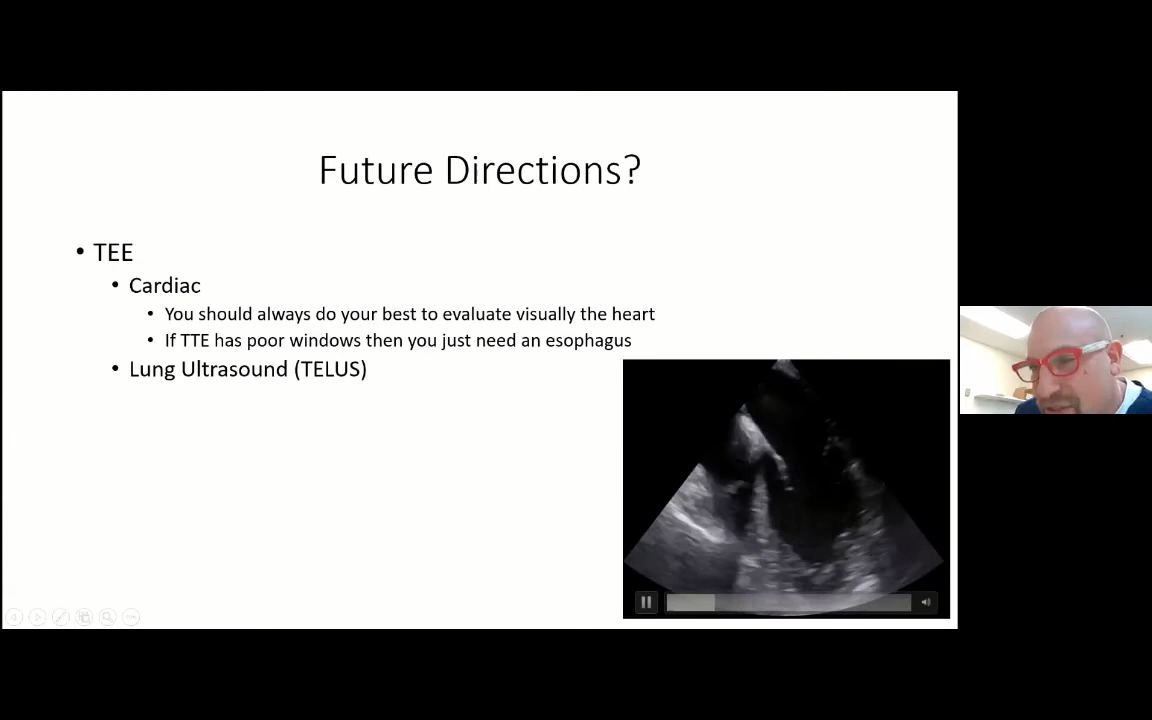 Future Directions?
• TEE
• Cardiac
• You should always do your best to evaluate visually the heart
• If TTE has poor windows then you just need an esophagus
• Lung Ultrasound (TELUS)